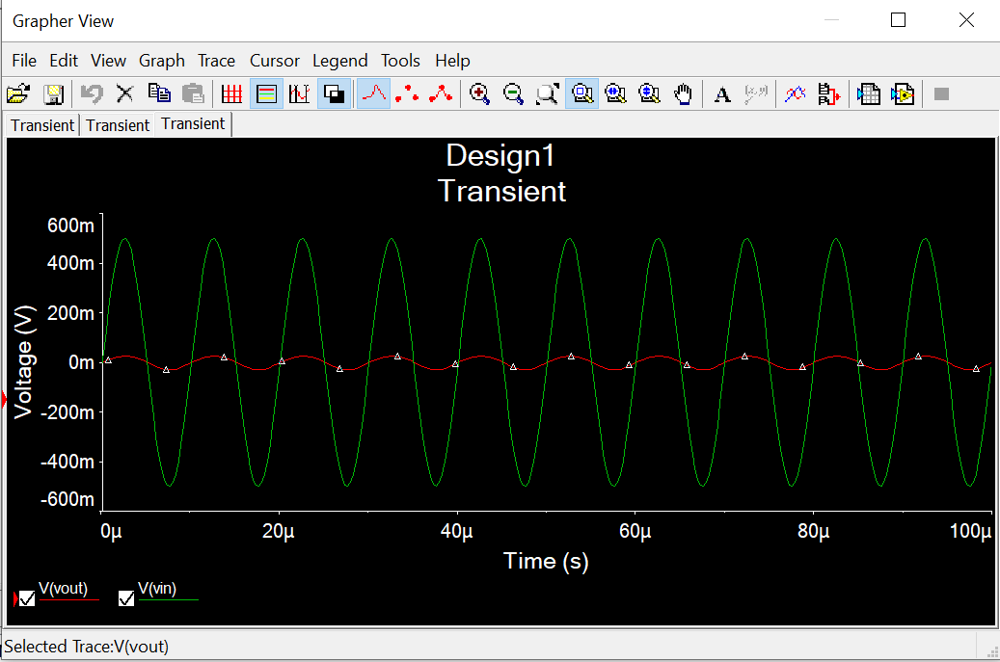 Grapher View
File Edit View Graph Trace Cursor Legend Tools Help
A
Transient Transient Transient
Design1
Transient
600m
400m
200m
0m
-200m
-400m
-600m
Voltage (V)
0µ 20µ 40µ 60µ 80µ 100µ
Time (s)
V(vout) V(vin)
Selected Trace:V(vout)